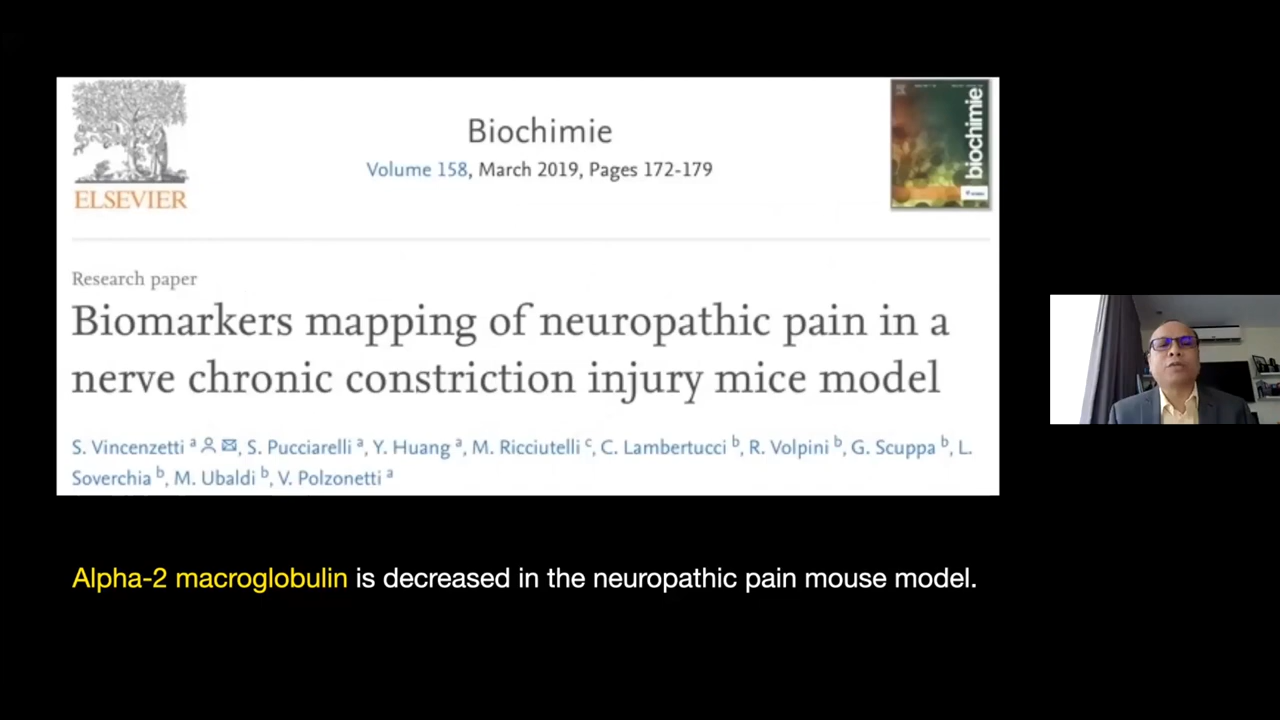 ELSEVIER
Biochimie
Volume 158, March 2019, Pages 172-179
biochimie
Research paper
Biomarkers mapping of neuropathic pain in a
nerve chronic constriction injury mice model
S. Vincenzetti a, S. Pucciarelli a, Y. Huang a, M. Ricciutelli c, C. Lambertucci b, R. Volpini b, G. Scuppa b, L.
Soverchia b, M. Ubaldi b, V. Polzonetti a
Alpha-2 macroglobulin is decreased in the neuropathic pain mouse model.